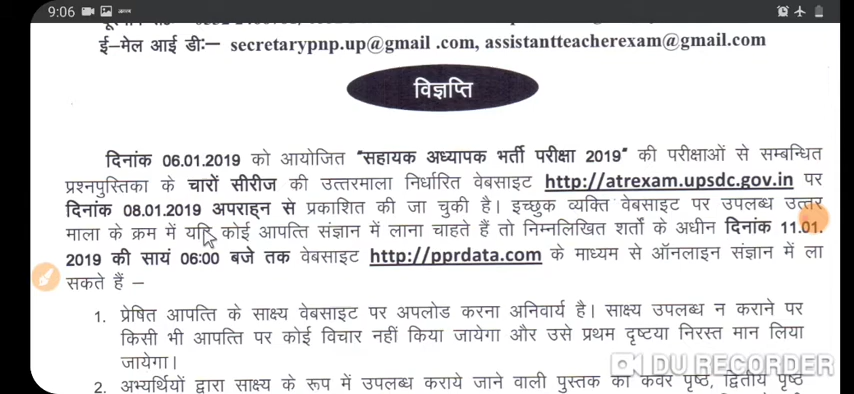 9:06
ई–मेल आई डीः– secretarypnp.up@gmail .com, assistantteacherexam@gmail.com
विज्ञप्ति
दिनांक 06.01.2019 को आयोजित "सहायक अध्यापक भर्ती परीक्षा 2019" की परीक्षाओं से सम्बन्धित
प्रश्नपुस्तिका के चारों सीरीज की उत्तरमाला निर्धारित वेबसाइट http://atrexam.upsdc.gov.in पर
दिनांक 08.01.2019 अपराह्न से प्रकाशित की जा चुकी है। इच्छुक व्यक्ति वेबसाइट पर उपलब्ध उत्तर
माला के क्रम में यदि कोई आपत्ति संज्ञान में लाना चाहते हैं तो निम्नलिखित शर्तो के अधीन दिनांक 11.01.
2019 की सायं 06:00 बजे तक वेबसाइट http://pprdata.com के माध्यम से ऑनलाइन संज्ञान में ला
सकते हैं –
1. प्रेषित आपत्ति के साक्ष्य वेबसाइट पर अपलोड करना अनिवार्य है। साक्ष्य उपलब्ध न कराने पर
किसी भी आपत्ति पर कोई विचार नहीं किया जायेगा और उसे प्रथम दृष्टया निरस्त मान लिया
जायेगा।
DU RECORDER
2. अभ्यर्थियों द्वारा साक्ष्य के रूप में उपलब्ध कराये जाने वाली पुस्तक का कवर पृष्ठ, द्वितीय पृष्ठ